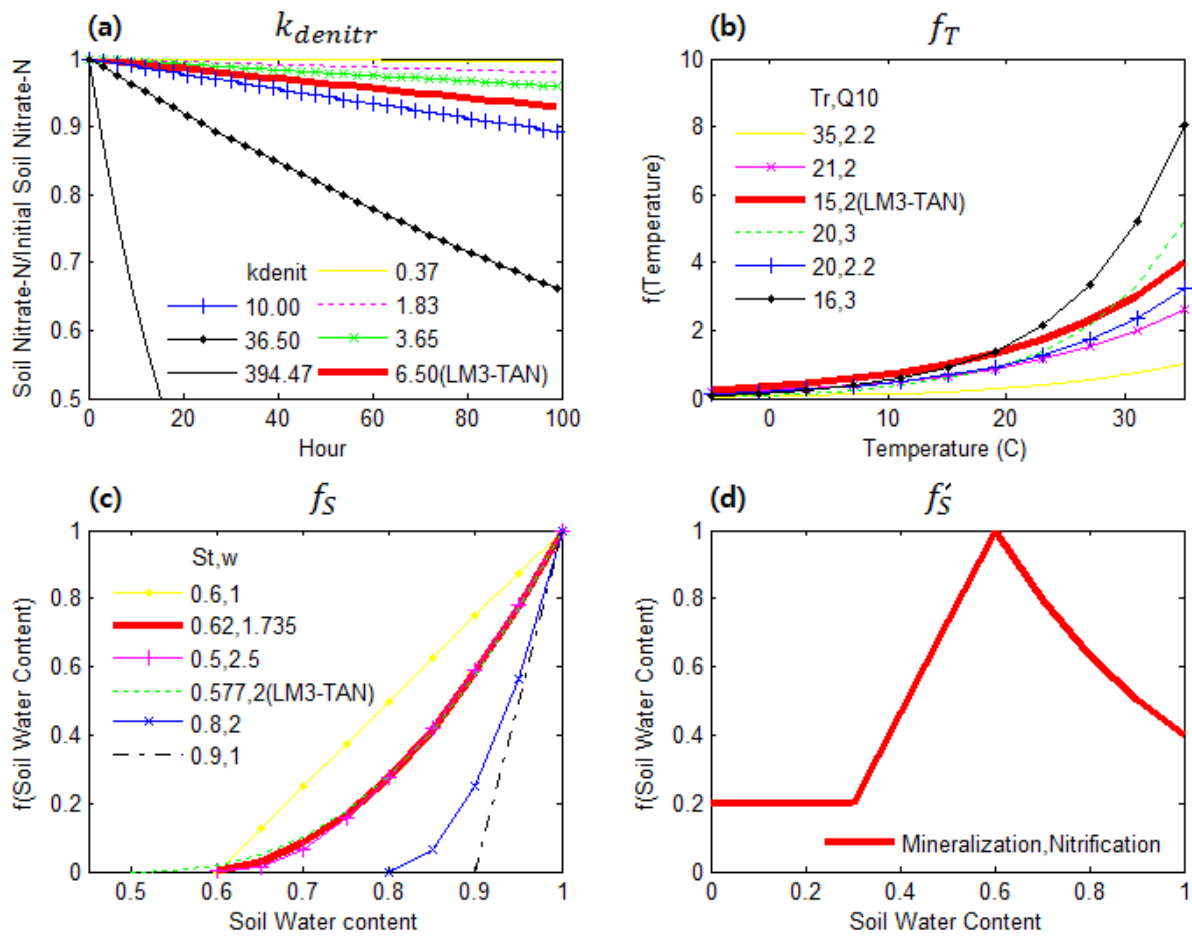 (a) k_denitr
Soil Nitrate-N/Initial Soil Nitrate-N
1
0.9
0.8
0.7
0.6
0.5
kdenit
10.00
36.50
394.47
0.37
1.83
3.65
6.50(LM3-TAN)
0 20 40 60 80 100
Hour
(b) f_T
f(Temperature)
10
8
6
4
2
0
Tr,Q10
35,2.2
21,2
15,2(LM3-TAN)
20,3
20,2.2
16,3
0 10 20 30
Temperature (C)
(c) f_S
f(Soil Water Content)
1
0.8
0.6
0.4
0.2
0
St,w
0.6,1
0.62,1.735
0.5,2.5
0.577,2(LM3-TAN)
0.8,2
0.9,1
0.5 0.6 0.7 0.8 0.9 1
Soil Water content
(d) f′_S
f(Soil Water Content)
1
0.8
0.6
0.4
0.2
0
Mineralization,Nitrification
0 0.2 0.4 0.6 0.8 1
Soil Water Content